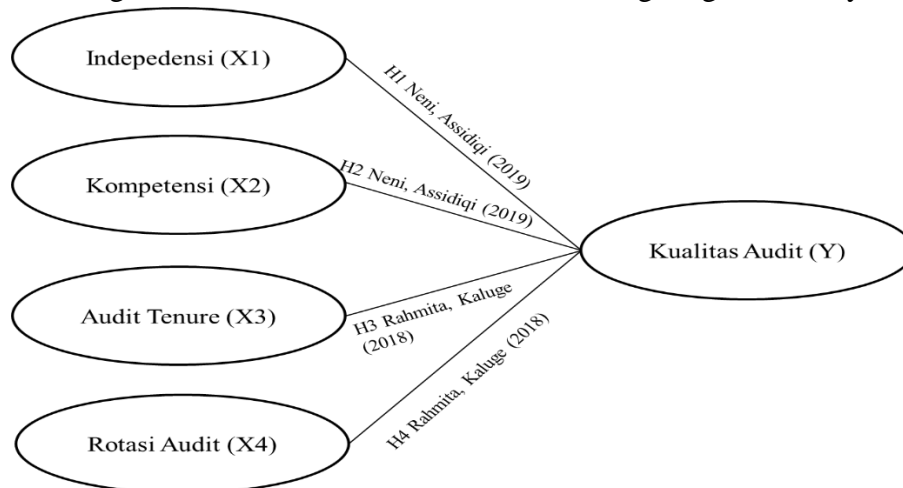 Indepedensi (X1)
H1 Neni, Assidiqi (2019)
Kompetensi (X2)
H2 Neni, Assidiqi (2019)
Kualitas Audit (Y)
Audit Tenure (X3)
H3 Rahmita, Kaluge
(2018)
H4 Rahmita, Kaluge (2018)
Rotasi Audit (X4)